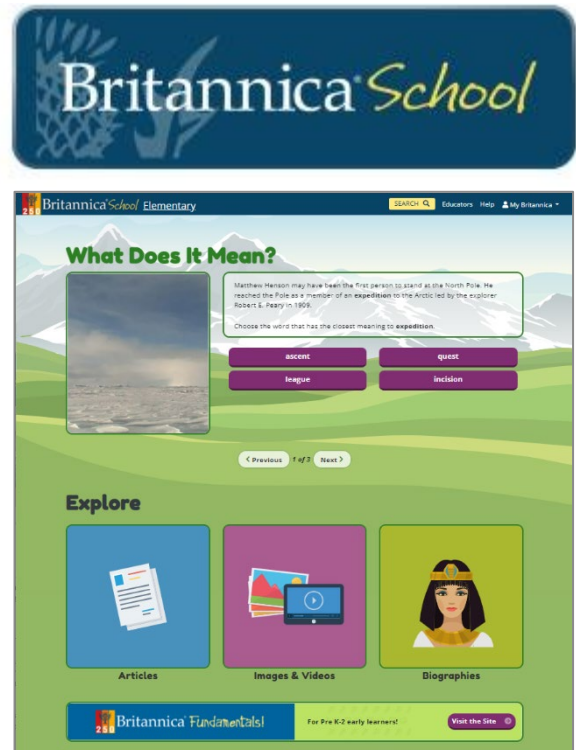 Britannica® School
250 Britannica School Elementary
SEARCH Educators Help My Britannica
What Does It Mean?
Matthew Henson may have been the first person to stand at the North Pole. He
reached the Pole as a member of an expedition to the Arctic led by the explorer
Robert E. Peary in 1909.
Choose the word that has the closest meaning to expedition.
ascent quest
league incision
< Previous 1 of 3 Next >
Explore
Articles Images & Videos Biographies
250 Britannica® Fundamentals! For Pre K-2 early learners! Visit the Site